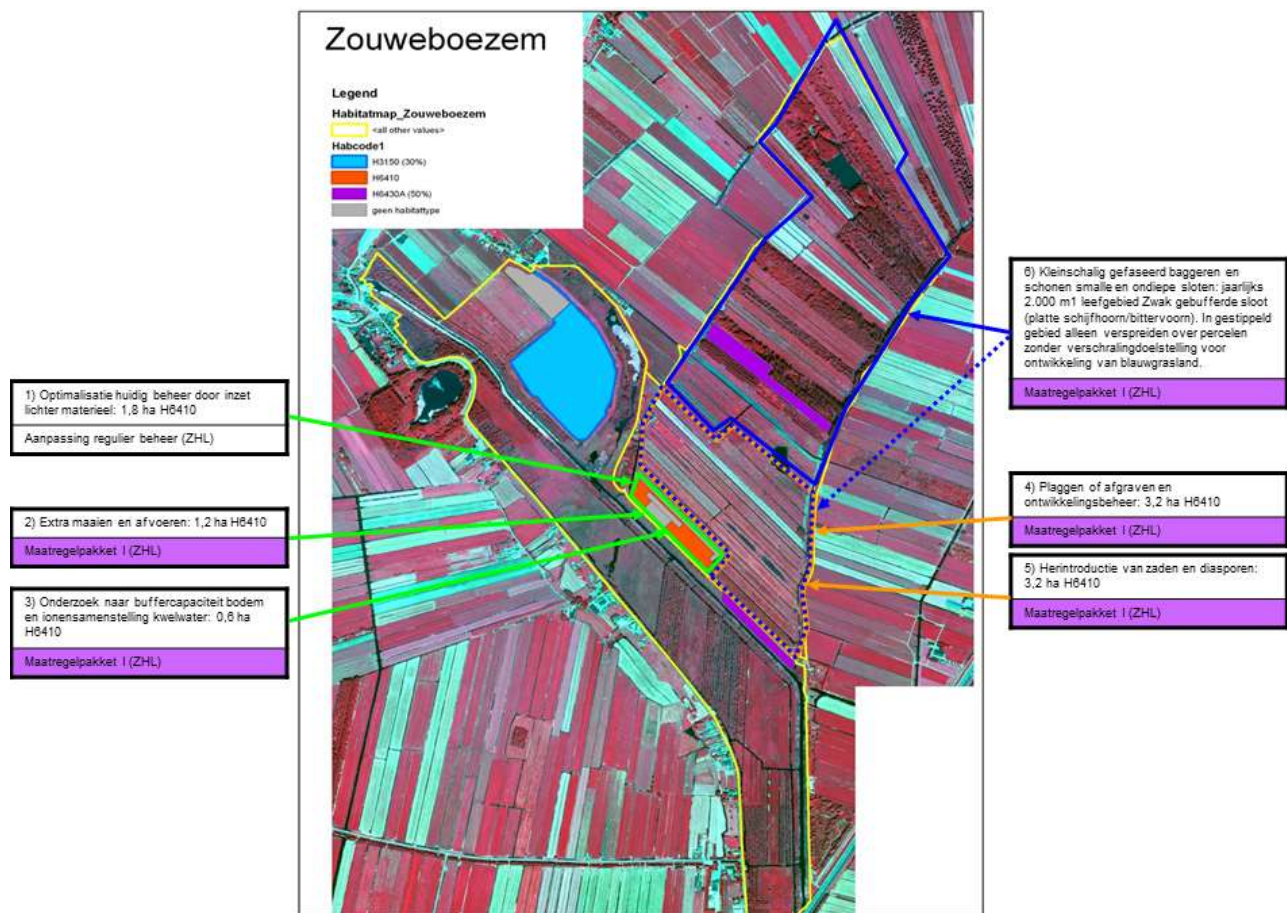 Zouweboezem
Legend
Habitatmap_Zouweboezem
<all other values>
Habcode1
H3150 (30%)
H6410
H6430A (50%)
geen habitattype
1) Optimalisatie huidig beheer door inzet
lichter materieel: 1,8 ha H6410
Aanpassing regulier beheer (ZHL)
2) Extra maaien en afvoeren: 1,2 ha H6410
Maatregelpakket I (ZHL)
3) Onderzoek naar buffercapaciteit bodem
en ionensamenstelling kwelwater: 0,6 ha
H6410
Maatregelpakket I (ZHL)
6) Kleinschalig gefaseerd baggeren en
schonen smalle en ondiepe sloten: jaarlijks
2.000 m1 leefgebied Zwak gebufferde sloot
(platte schijfhoorn/bittervoorn). In gestippeld
gebied alleen verspreiden over percelen
zonder verschralingdoelstelling voor
ontwikkeling van blauwgrasland.
Maatregelpakket I (ZHL)
4) Plaggen of afgraven en
ontwikkelingsbeheer: 3,2 ha H6410
Maatregelpakket I (ZHL)
5) Herintroductie van zaden en diasporen:
3,2 ha H6410
Maatregelpakket I (ZHL)